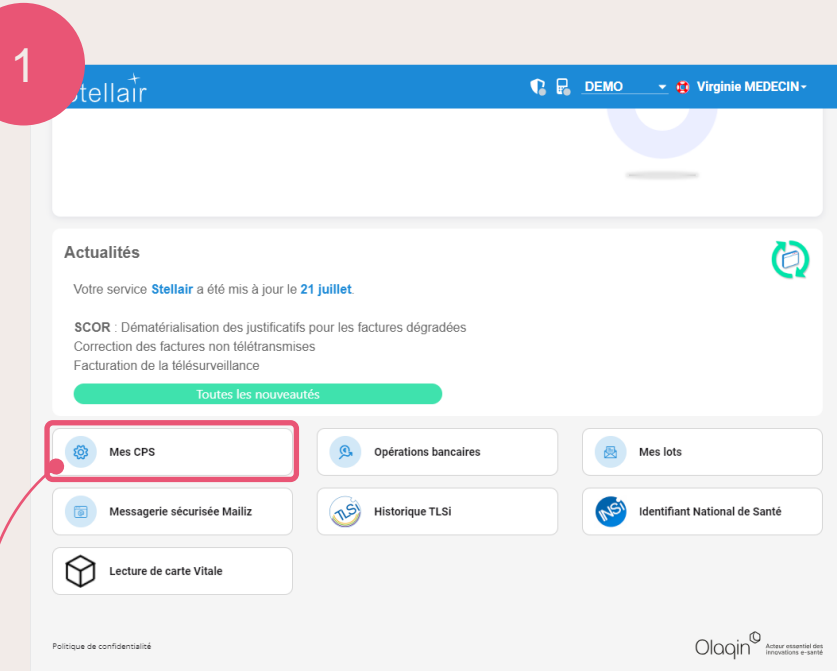 1
Stellair
DEMO
Virginie MEDECIN
Actualités
Votre service Stellair a été mis à jour le 21 juillet.
SCOR : Dématérialisation des justificatifs pour les factures dégradées
Correction des factures non télétransmises
Facturation de la télésurveillance
Toutes les nouveautés
Mes CPS
Opérations bancaires
Mes lots
Messagerie sécurisée Mailiz
TLSi
Historique TLSi
INSi
Identifiant National de Santé
Lecture de carte Vitale
Politique de confidentialité
Olaqin
Acteur essentiel des
innovations e-santé